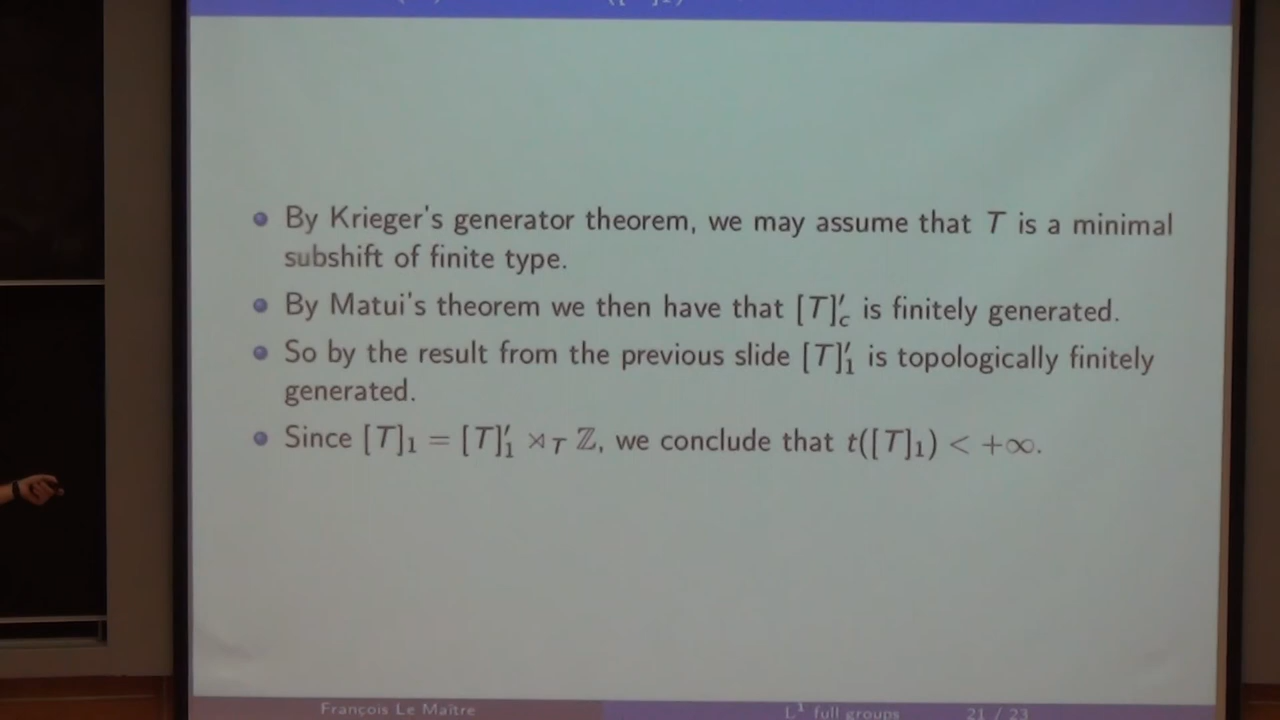 By Krieger's generator theorem, we may assume that T is a minimal
subshift of finite type.
By Matui's theorem we then have that [T]′_c is finitely generated.
So by the result from the previous slide [T]′_1 is topologically finitely
generated.
Since [T]_1 = [T]′_1 ⋊_T ℤ, we conclude that t([T]_1) < +∞.
François Le Maître
L^1 full groups
21 / 23